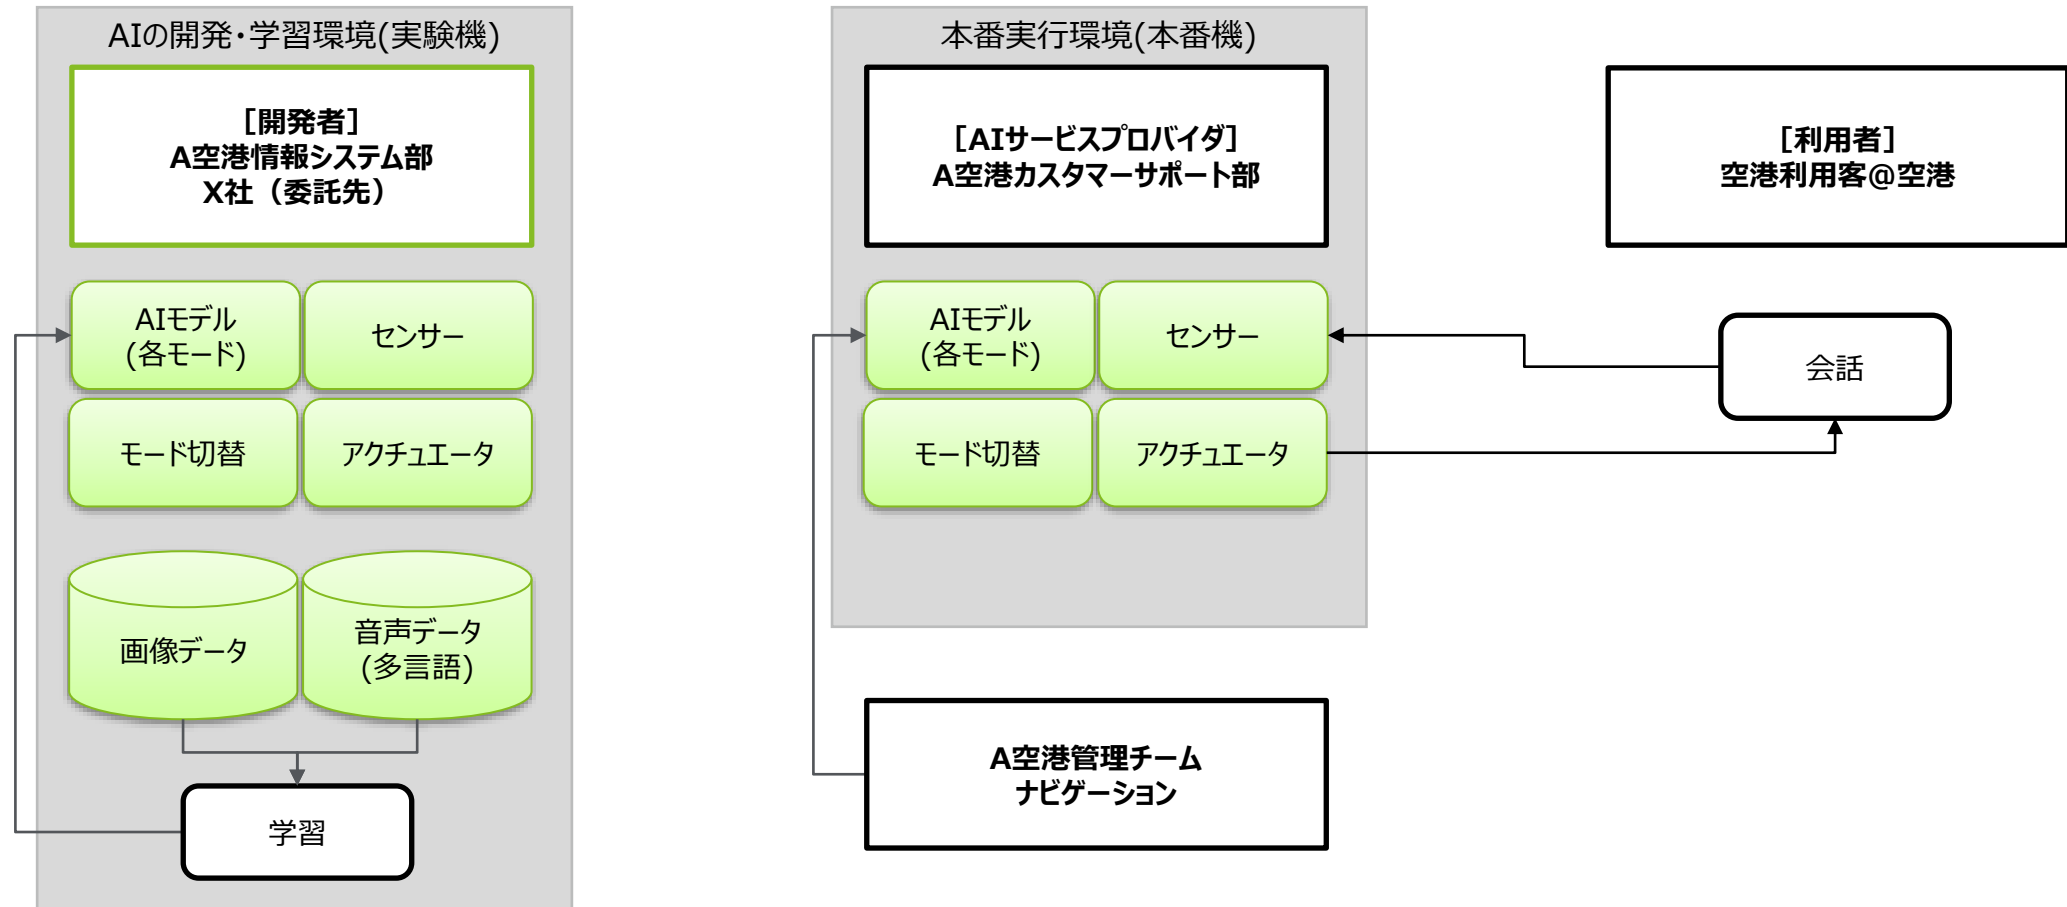 AIの開発・学習環境(実験機)
[開発者]
A空港情報システム部
X社（委託先）
AIモデル
(各モード)
センサー
モード切替
アクチュエータ
画像データ
音声データ
(多言語)
学習
本番実行環境(本番機)
[AIサービスプロバイダ]
A空港カスタマーサポート部
AIモデル
(各モード)
センサー
モード切替
アクチュエータ
A空港管理チーム
ナビゲーション
[利用者]
空港利用客@空港
会話